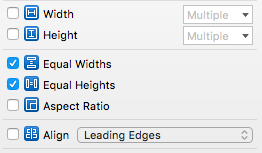 Width Multiple
Height Multiple
Equal Widths
Equal Heights
Aspect Ratio
Align Leading Edges